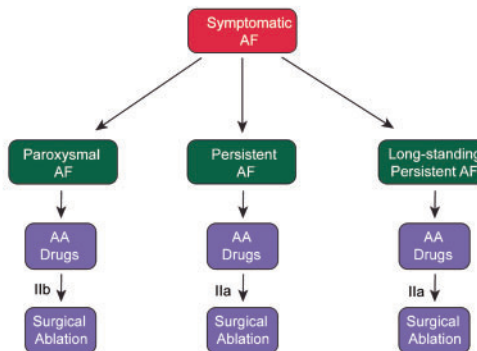 Symptomatic
AF
Paroxysmal
AF
Persistent
AF
Long-standing
Persistent AF
AA
Drugs
AA
Drugs
AA
Drugs
IIb
IIa
IIa
Surgical
Ablation
Surgical
Ablation
Surgical
Ablation